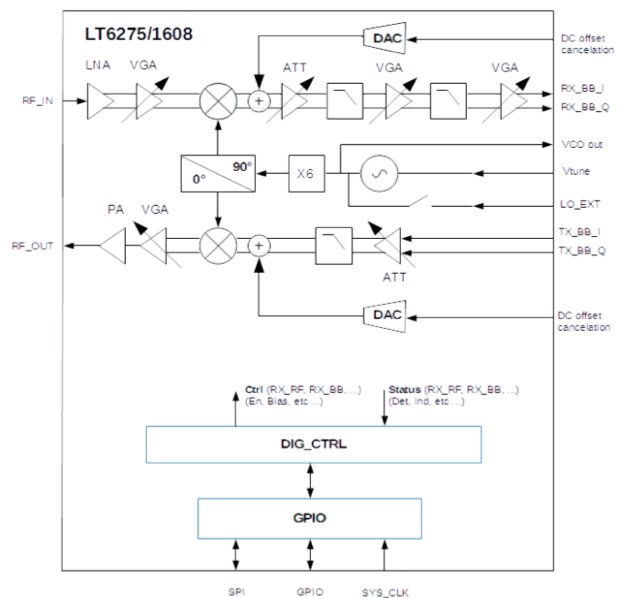 LT6275/1608
DAC
DC offset
cancelation
LNA
VGA
ATT
VGA
VGA
RF_IN
+
RX_BB_I
RX_BB_Q
VCO out
90°
0°
X6
Vtune
LO_EXT
PA
VGA
TX_BB_I
RF_OUT
+
TX_BB_Q
ATT
DAC
DC offset
cancelation
Ctrl (RX_RF, RX_BB, ...)
(En, Bias, etc ...)
Status (RX_RF, RX_BB, ...)
(Det, Ind, etc ...)
DIG_CTRL
GPIO
SPI
GPIO
SYS_CLK